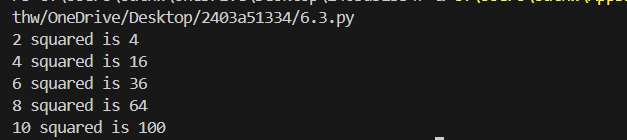 thw/OneDrive/Desktop/2403a51334/6.3.py
2 squared is 4
4 squared is 16
6 squared is 36
8 squared is 64
10 squared is 100